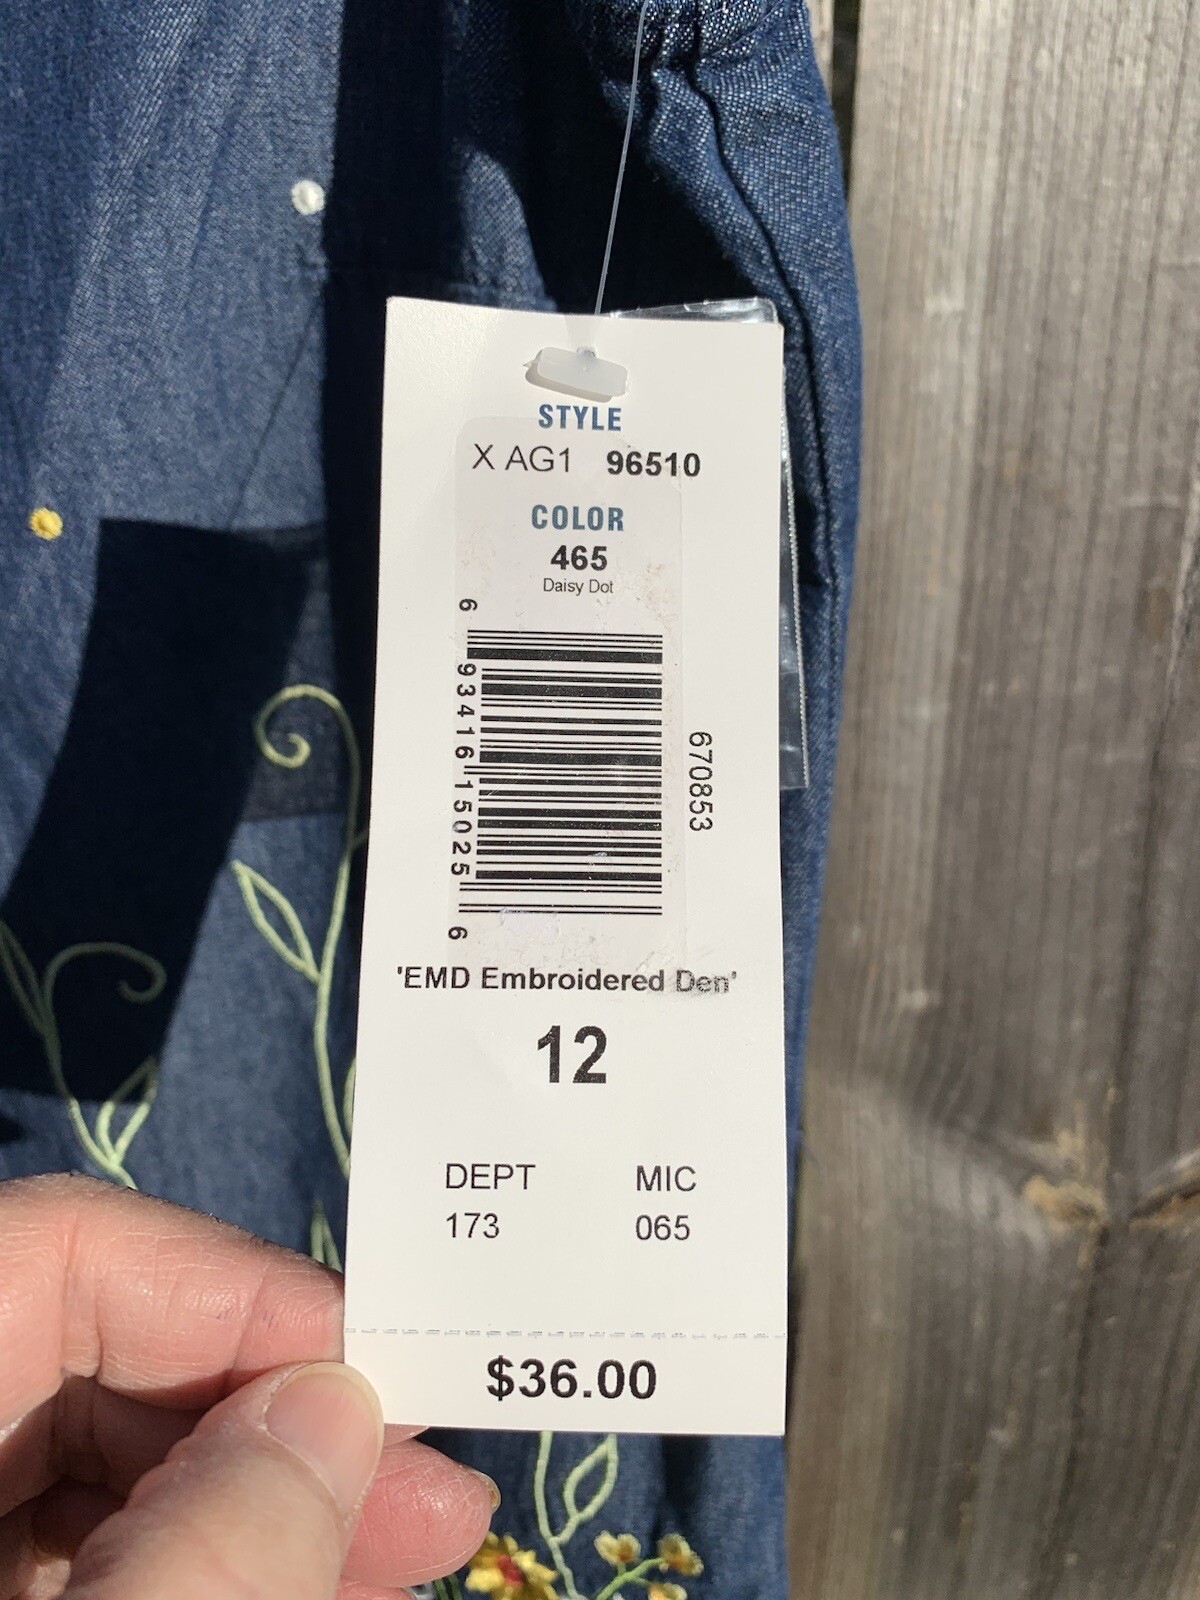 STYLE
X AG1 96510
COLOR
465
Daisy Dot
6 93416 15025 6
670853
'EMD Embroidered Den'
12
DEPT MIC
173 065
$36.00